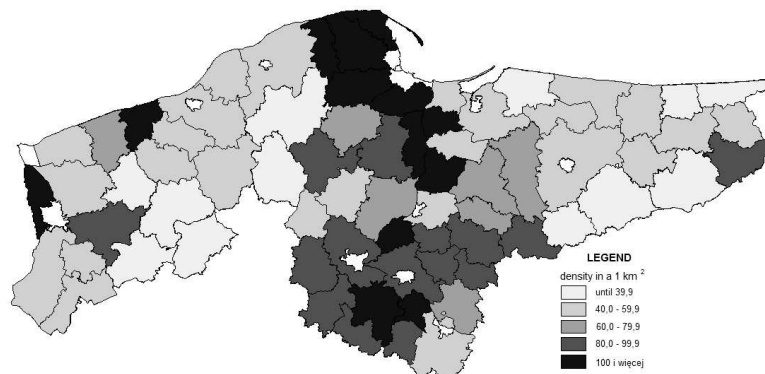 LEGEND
density in a 1 km ²
until 39,9
40,0 - 59,9
60,0 - 79,9
80,0 - 99,9
100 i więcej